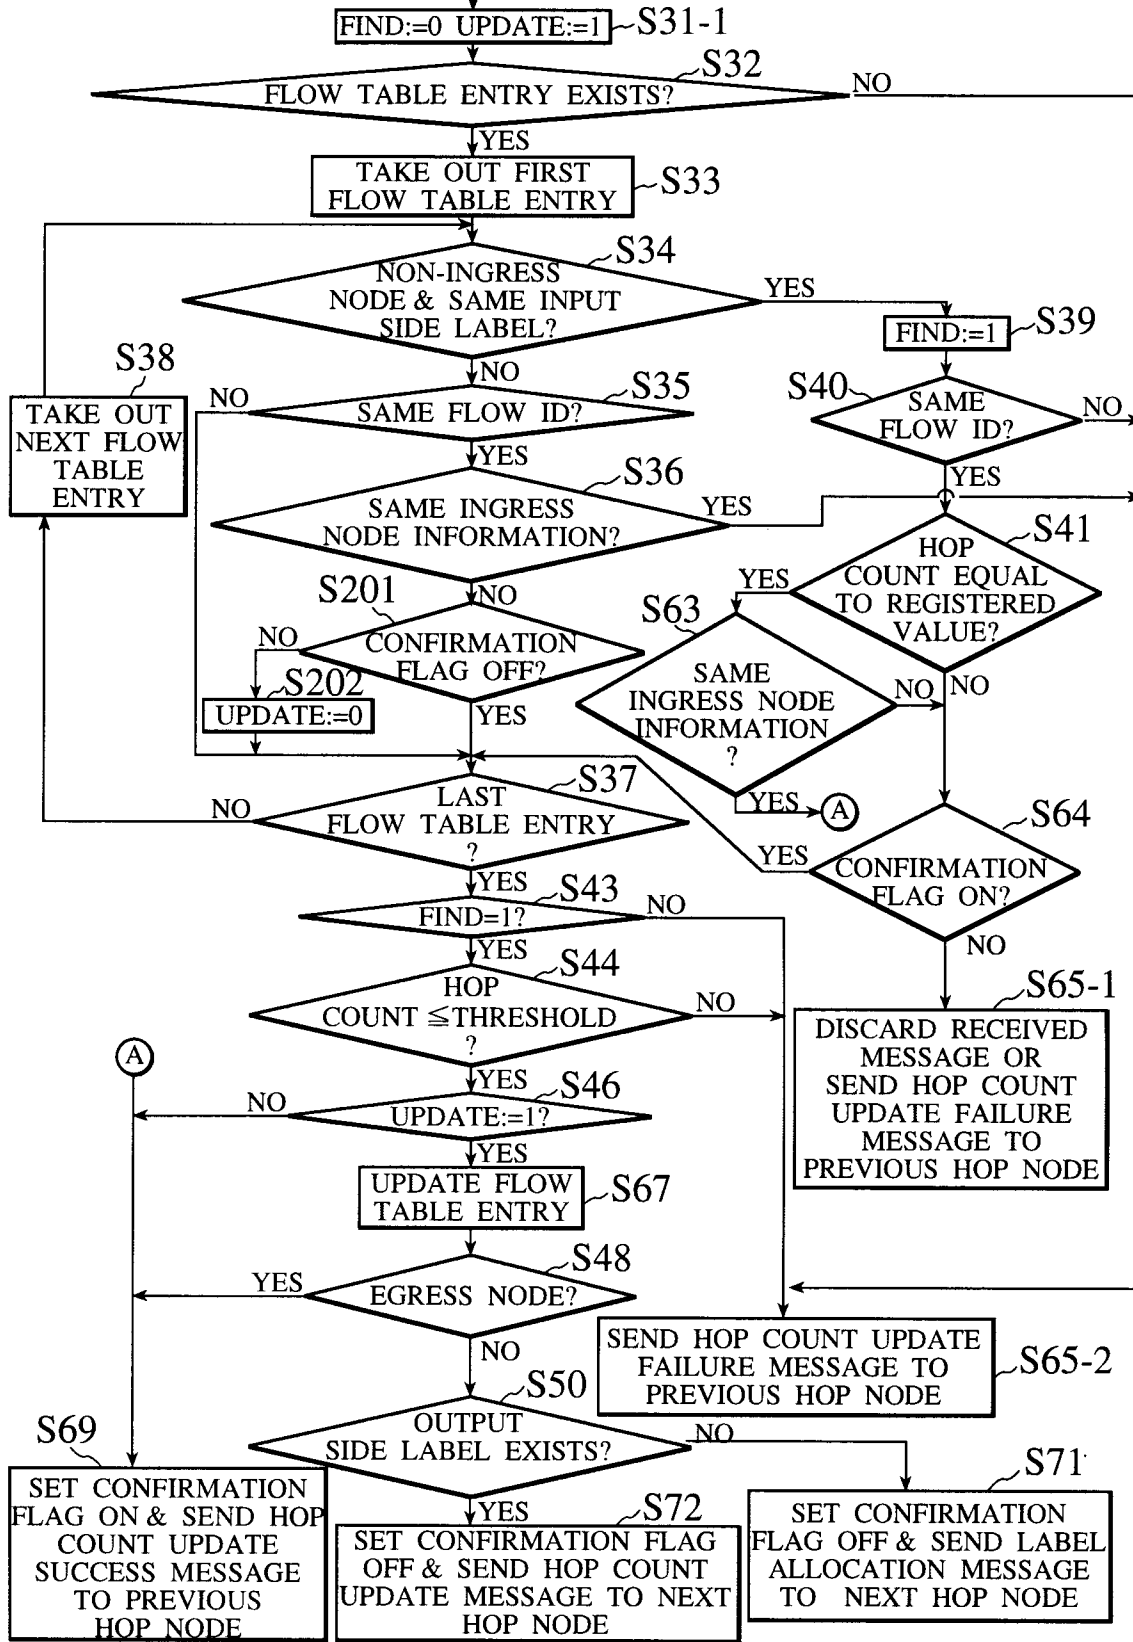 FIND:=0 UPDATE:=1
S31-1
S32
FLOW TABLE ENTRY EXISTS?
NO
YES
TAKE OUT FIRST
FLOW TABLE ENTRY
S33
S34
NON-INGRESS
NODE & SAME INPUT
SIDE LABEL?
YES
NO
FIND:=1
S39
S38
TAKE OUT
NEXT FLOW
TABLE
ENTRY
NO
S35
SAME FLOW ID?
YES
S40
SAME
FLOW ID?
NO
YES
S36
SAME INGRESS
NODE INFORMATION?
YES
NO
S41
HOP
COUNT EQUAL
TO REGISTERED
VALUE?
YES
NO
S201
CONFIRMATION
FLAG OFF?
NO
YES
S202
UPDATE:=0
S63
SAME
INGRESS NODE
INFORMATION
?
NO
YES
A
S37
LAST
FLOW TABLE ENTRY
?
NO
YES
S64
CONFIRMATION
FLAG ON?
YES
NO
S43
FIND=1?
NO
YES
S44
HOP
COUNT ≦THRESHOLD
?
NO
YES
S65-1
DISCARD RECEIVED
MESSAGE OR
SEND HOP COUNT
UPDATE FAILURE
MESSAGE TO
PREVIOUS HOP NODE
A
S46
UPDATE:=1?
NO
YES
UPDATE FLOW
TABLE ENTRY
S67
S48
EGRESS NODE?
YES
NO
SEND HOP COUNT UPDATE
FAILURE MESSAGE TO
PREVIOUS HOP NODE
S65-2
S50
OUTPUT
SIDE LABEL EXISTS?
NO
YES
S69
SET CONFIRMATION
FLAG ON & SEND HOP
COUNT UPDATE
SUCCESS MESSAGE
TO PREVIOUS
HOP NODE
S72
SET CONFIRMATION FLAG
OFF & SEND HOP COUNT
UPDATE MESSAGE TO NEXT
HOP NODE
S71
SET CONFIRMATION
FLAG OFF & SEND LABEL
ALLOCATION MESSAGE
TO NEXT HOP NODE